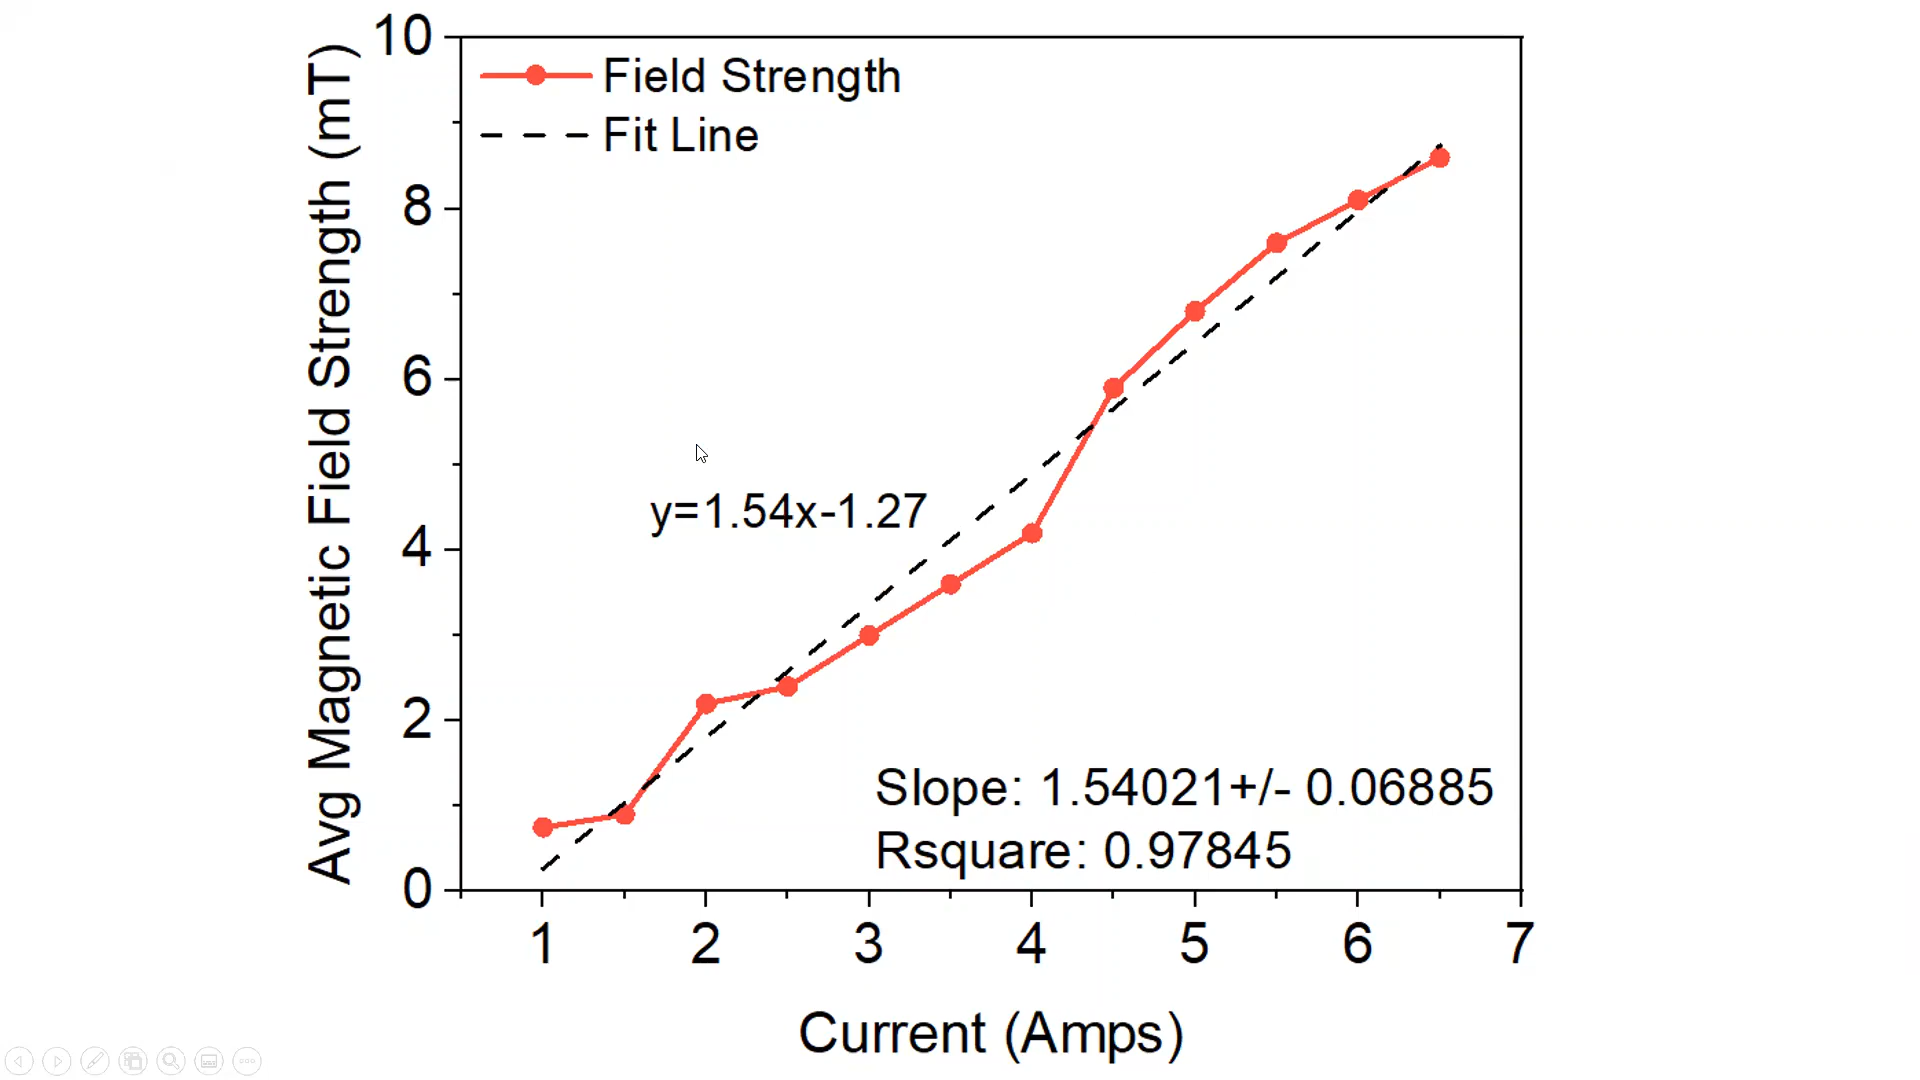 Avg Magnetic Field Strength (mT)
10
8
6
4
2
0
Field Strength
Fit Line
y=1.54x-1.27
Slope: 1.54021+/- 0.06885
Rsquare: 0.97845
1 2 3 4 5 6 7
Current (Amps)